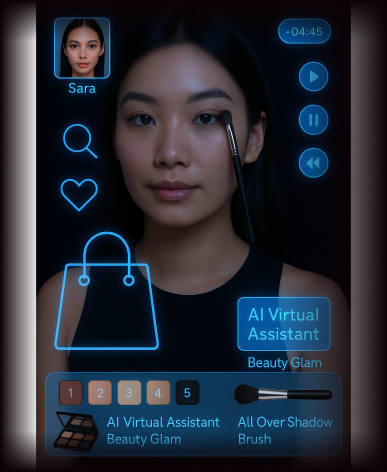 -04:45
Sara
AI Virtual
Assistant
Beauty Glam
1 2 3 4 5
AI Virtual Assistant
Beauty Glam
All Over Shadow
Brush